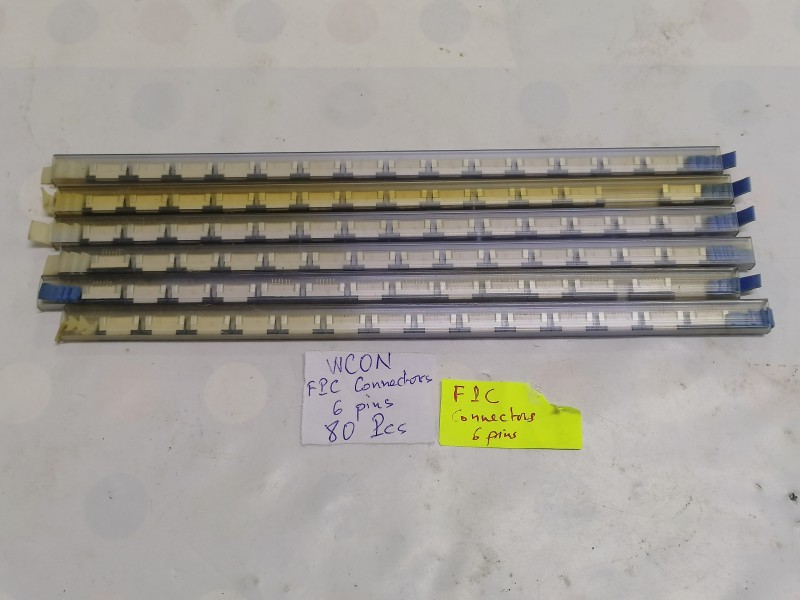 WCON
FPC Connectors
6 pins
80 Pcs
FPC
Connectors
6 pins